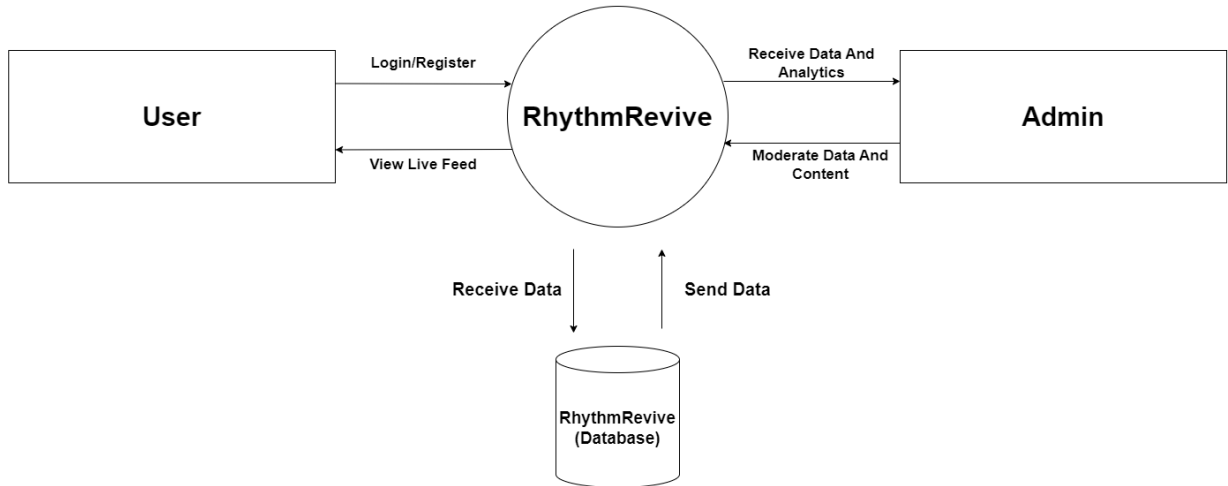 Login/Register
Receive Data And
Analytics
User
RhythmRevive
Admin
View Live Feed
Moderate Data And
Content
Receive Data
Send Data
RhythmRevive
(Database)